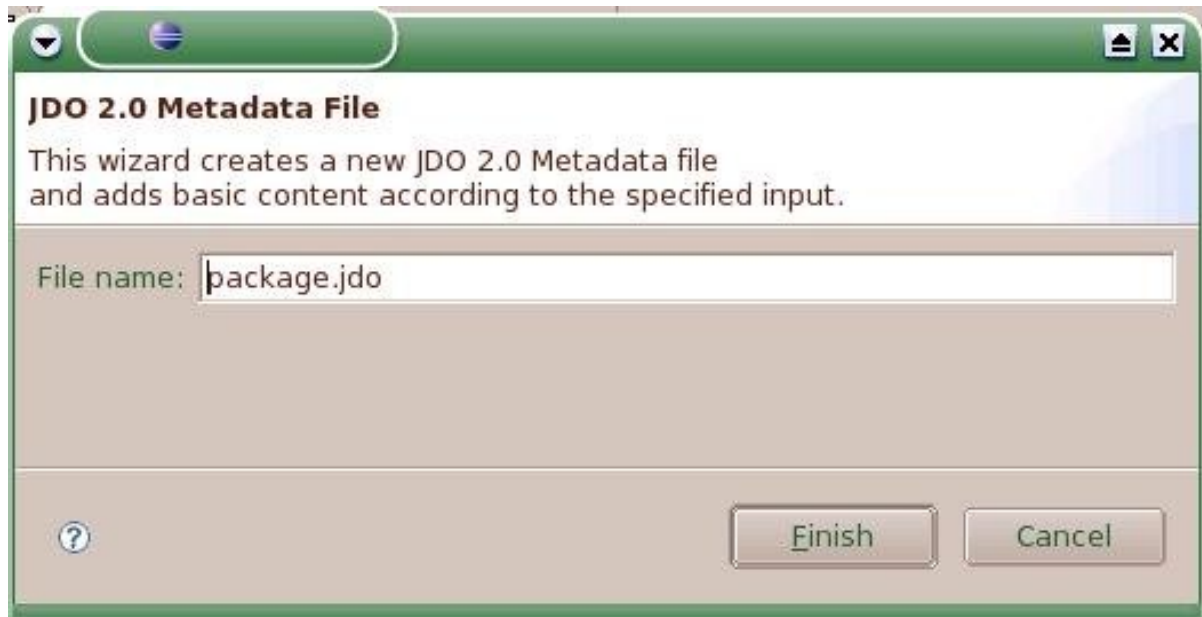 JDO 2.0 Metadata File
This wizard creates a new JDO 2.0 Metadata file
and adds basic content according to the specified input.
File name: package.jdo
Finish Cancel